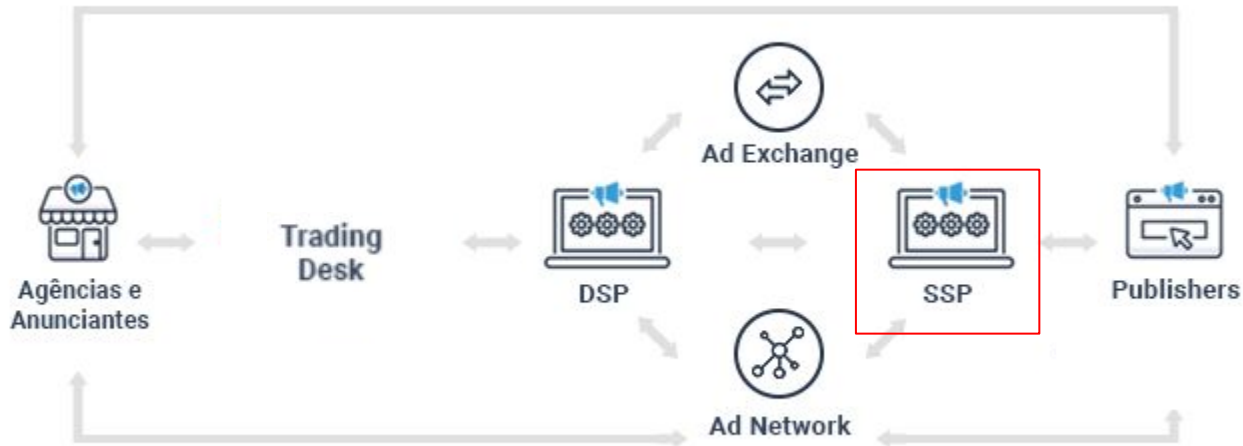 Ad Exchange
Agências e
Anunciantes
Trading
Desk
DSP
SSP
Publishers
Ad Network